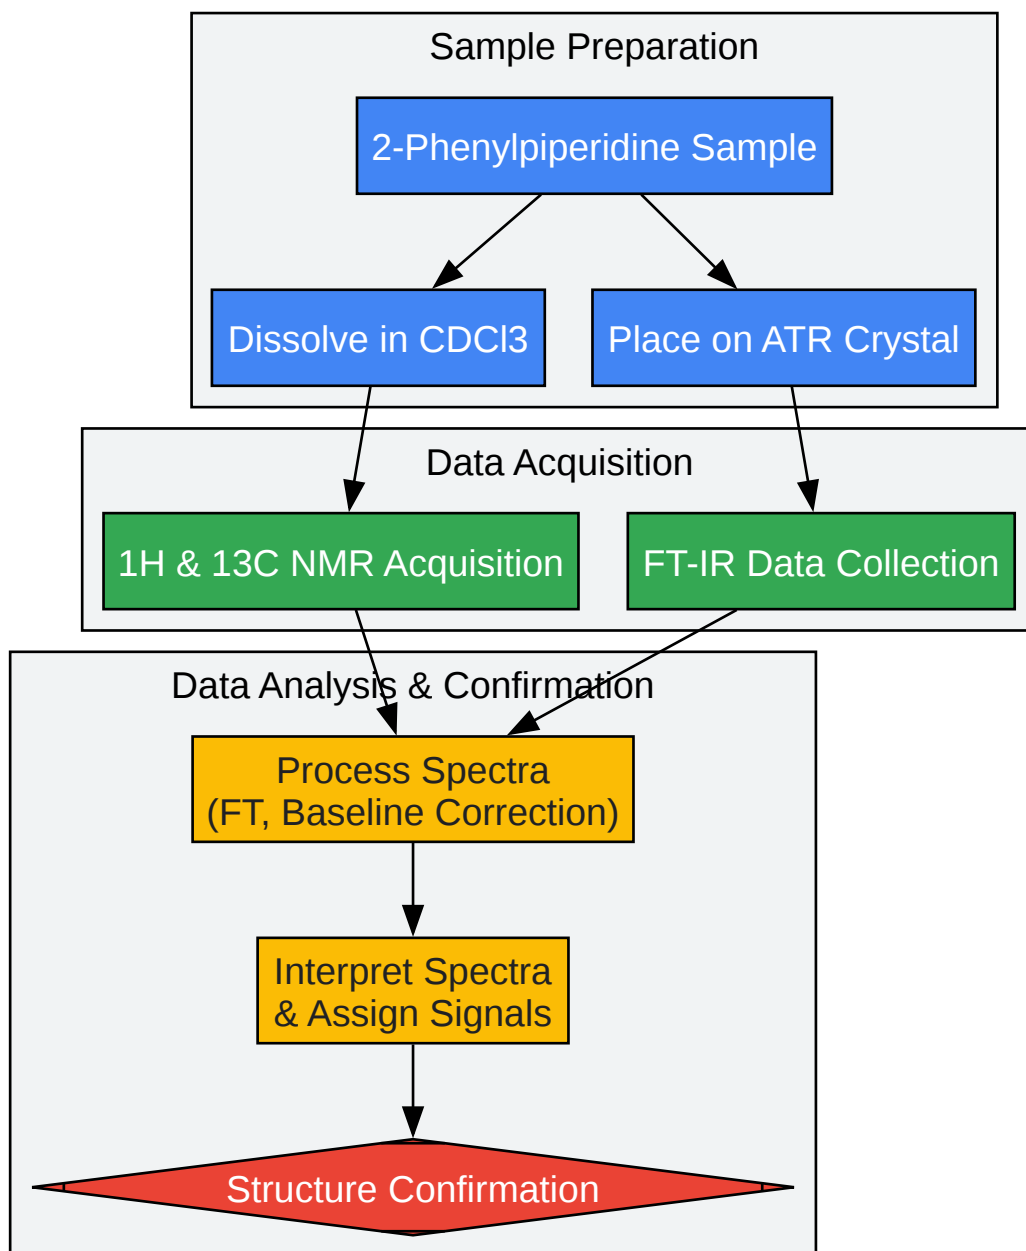 Sample Preparation
2-Phenylpiperidine Sample
Dissolve in CDCl3
Place on ATR Crystal
Data Acquisition
1H & 13C NMR Acquisition
FT-IR Data Collection
Data Analysis & Confirmation
Process Spectra
(FT, Baseline Correction)
Interpret Spectra
& Assign Signals
Structure Confirmation